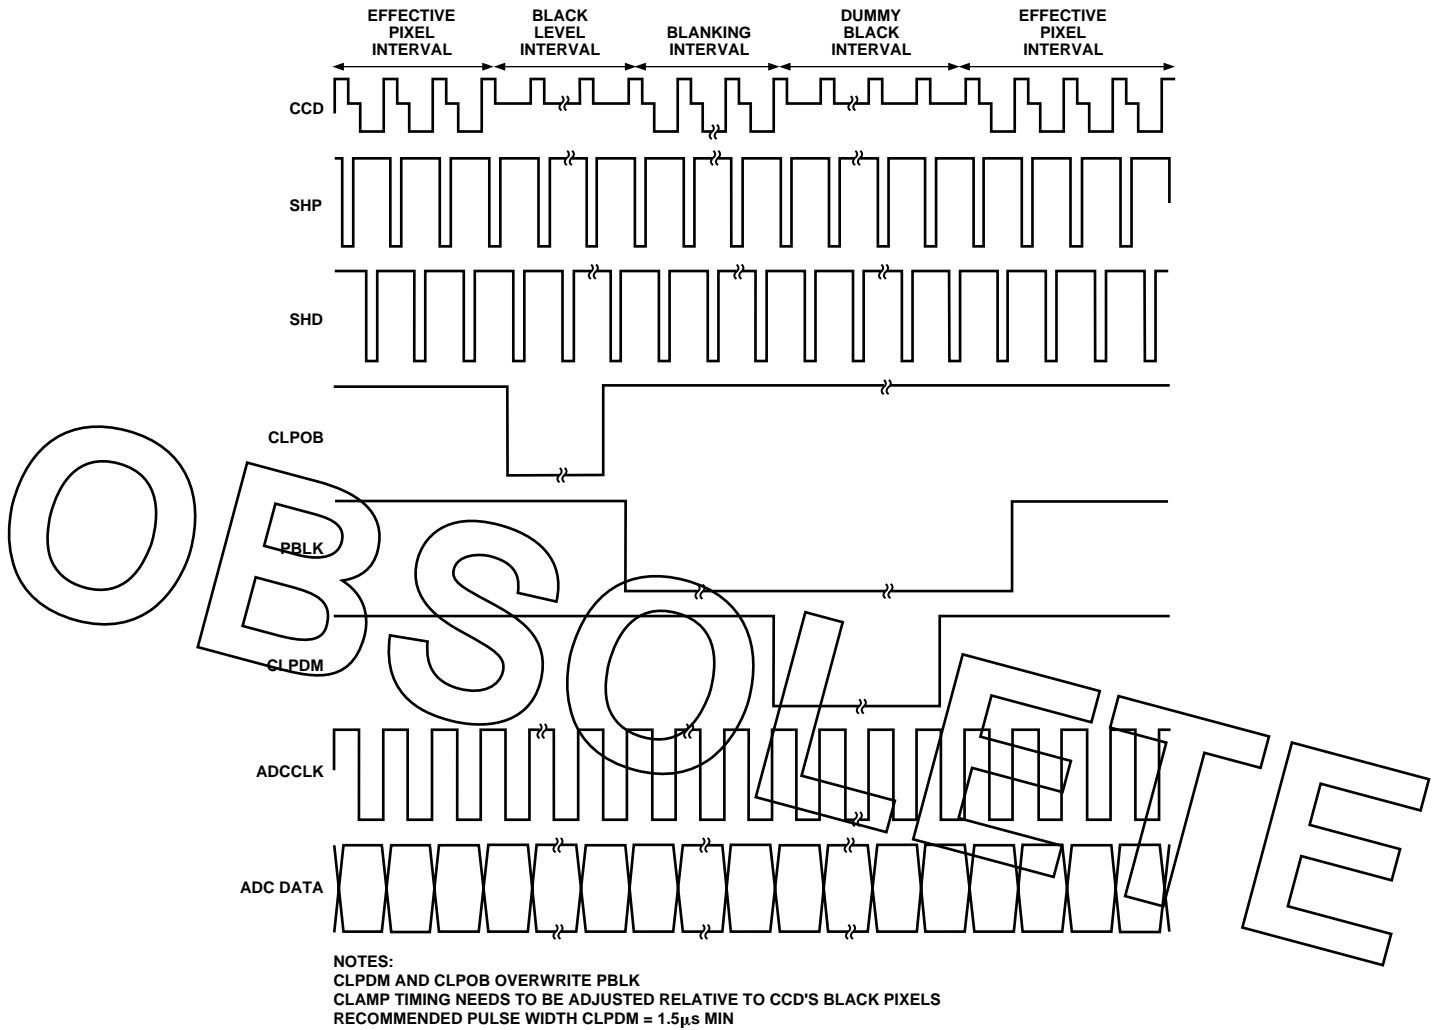 EFFECTIVE
PIXEL
INTERVAL
BLACK
LEVEL
INTERVAL
BLANKING
INTERVAL
DUMMY
BLACK
INTERVAL
EFFECTIVE
PIXEL
INTERVAL
CCD
SHP
SHD
CLPOB
PBLK
CLPDM
ADCCLK
ADC DATA
OBSOLETE
NOTES:
CLPDM AND CLPOB OVERWRITE PBLK
CLAMP TIMING NEEDS TO BE ADJUSTED RELATIVE TO CCD'S BLACK PIXELS
RECOMMENDED PULSE WIDTH CLPDM = 1.5μs MIN